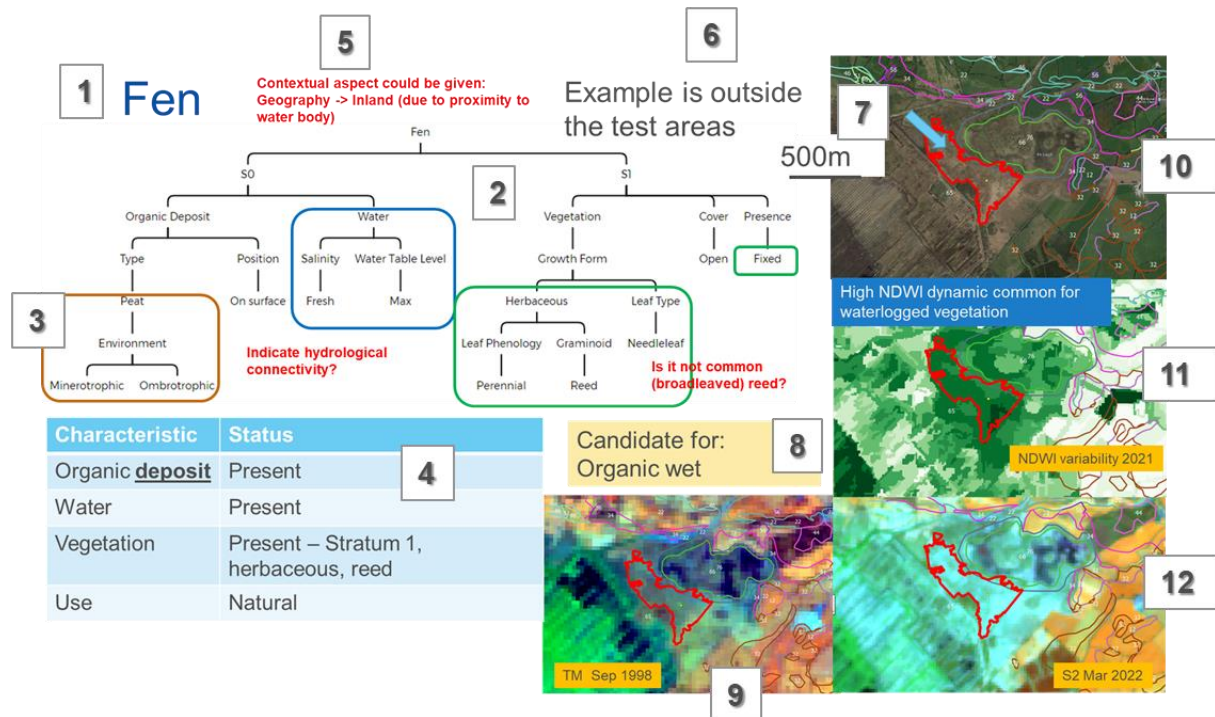 5
6
1
Fen
Contextual aspect could be given:
Geography -> Inland (due to proximity to
water body)
Example is outside
the test areas
7
500m
10
Fen
S0
S1
2
Organic Deposit
Water
Vegetation
Cover
Presence
Type
Position
Salinity
Water Table Level
Growth Form
Open
Fixed
Peat
On surface
Fresh
Max
Herbaceous
Leaf Type
3
Environment
Leaf Phenology
Graminoid
Needleleaf
Minerotrophic
Ombrotrophic
Perennial
Reed
Indicate hydrological
connectivity?
Is it not common
(broadleaved) reed?
High NDWI dynamic common for
waterlogged vegetation
11
NDWI variability 2021
Characteristic
Status
Organic deposit
Present
4
Water
Present
Vegetation
Present – Stratum 1,
herbaceous, reed
Use
Natural
Candidate for:
Organic wet
8
TM Sep 1998
9
S2 Mar 2022
12